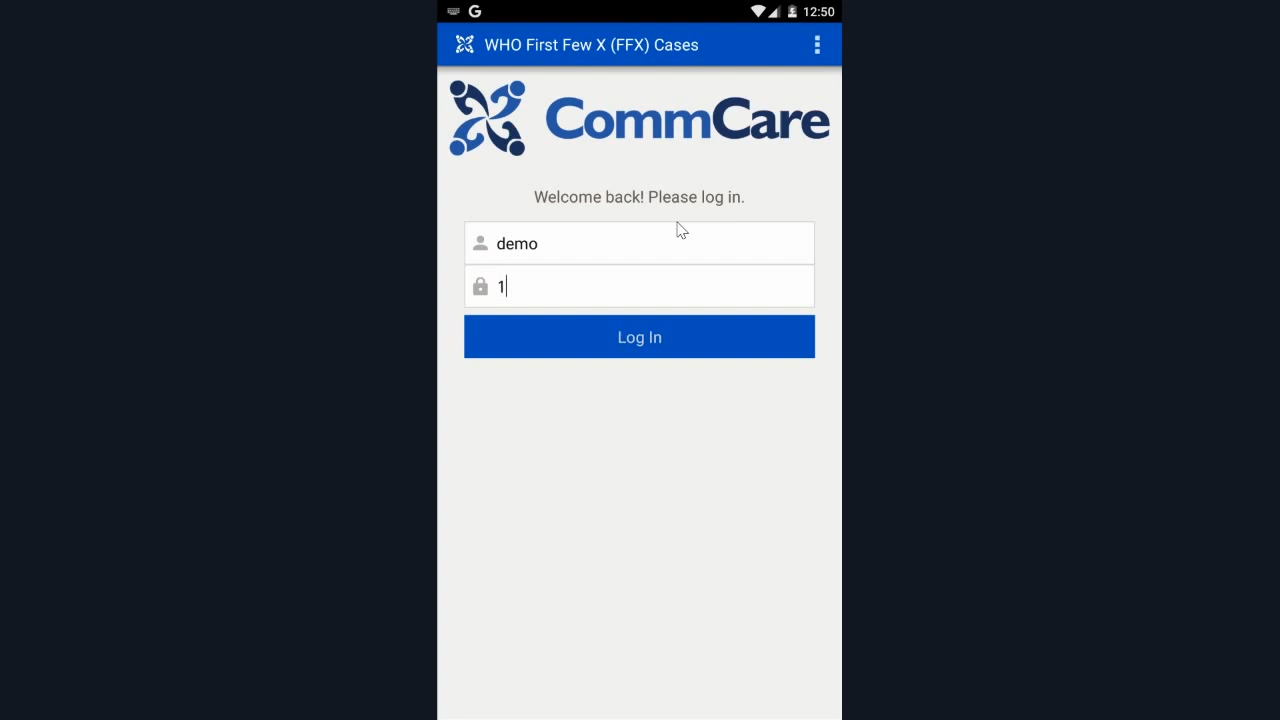 12:50
WHO First Few X (FFX) Cases
CommCare
Welcome back! Please log in.
demo
1
Log In